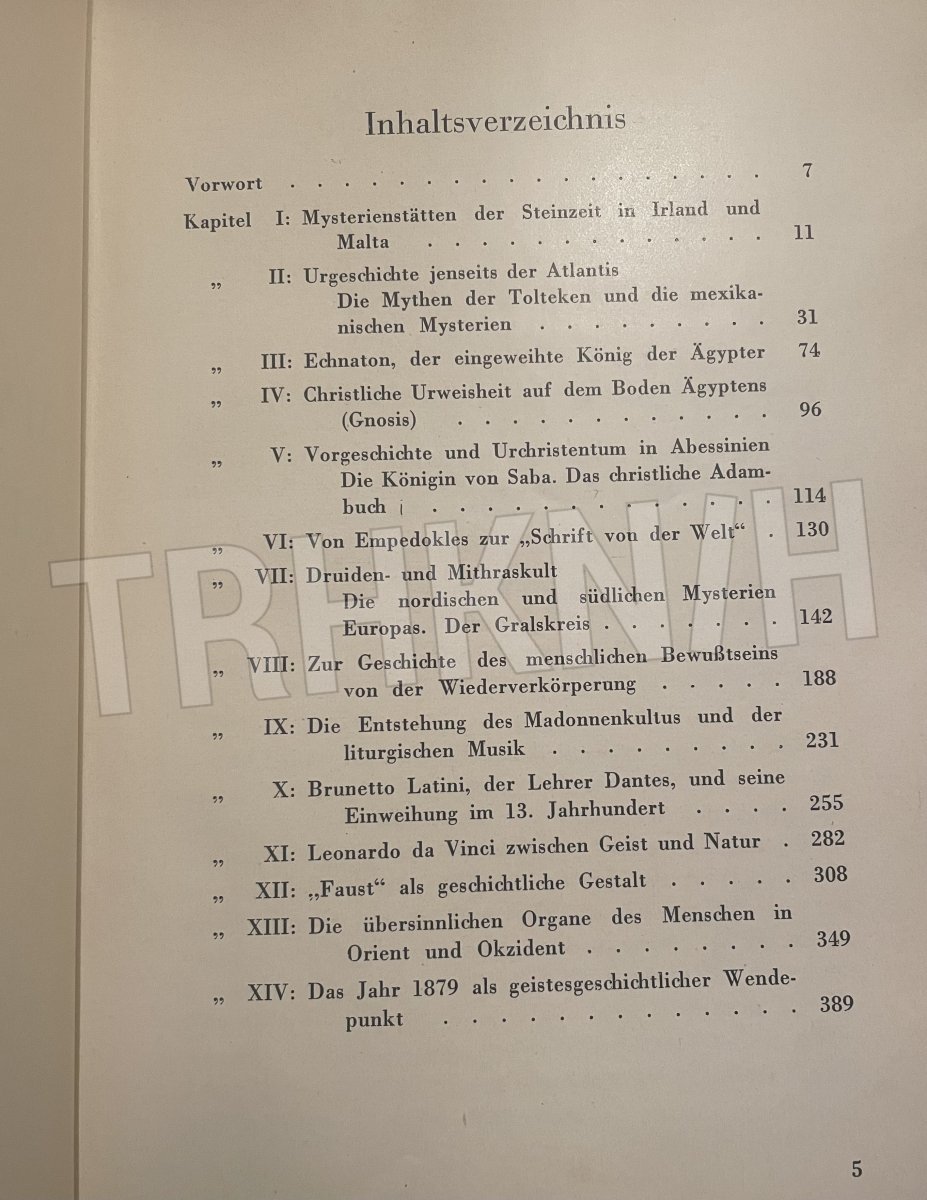 Inhaltsverzeichnis
Vorwort . . . . . . . . . . . . . . . . . . 7
Kapitel I: Mysterienstätten der Steinzeit in Irland und
Malta . . . . . . . . . . . . . 11
„ II: Urgeschichte jenseits der Atlantis
Die Mythen der Tolteken und die mexika-
nischen Mysterien . . . . . . . . . 31
„ III: Echnaton, der eingeweihte König der Ägypter 74
„ IV: Christliche Urweisheit auf dem Boden Ägyptens
(Gnosis) . . . . . . . . . . . . 96
„ V: Vorgeschichte und Urchristentum in Abessinien
Die Königin von Saba. Das christliche Adam-
buch . . . . . . . . . . . . . 114
„ VI: Von Empedokles zur „Schrift von der Welt“ . 130
„ VII: Druiden- und Mithraskult
Die nordischen und südlichen Mysterien
Europas. Der Gralskreis . . . . . . . 142
„ VIII: Zur Geschichte des menschlichen Bewußtseins
von der Wiederverkörperung . . . . . 188
„ IX: Die Entstehung des Madonnenkultus und der
liturgischen Musik . . . . . . . . . 231
„ X: Brunetto Latini, der Lehrer Dantes, und seine
Einweihung im 13. Jahrhundert . . . . 255
„ XI: Leonardo da Vinci zwischen Geist und Natur . 282
„ XII: „Faust“ als geschichtliche Gestalt . . . . . 308
„ XIII: Die übersinnlichen Organe des Menschen in
Orient und Okzident . . . . . . . . 349
„ XIV: Das Jahr 1879 als geistesgeschichtlicher Wende-
punkt . . . . . . . . . . . . . 389
5